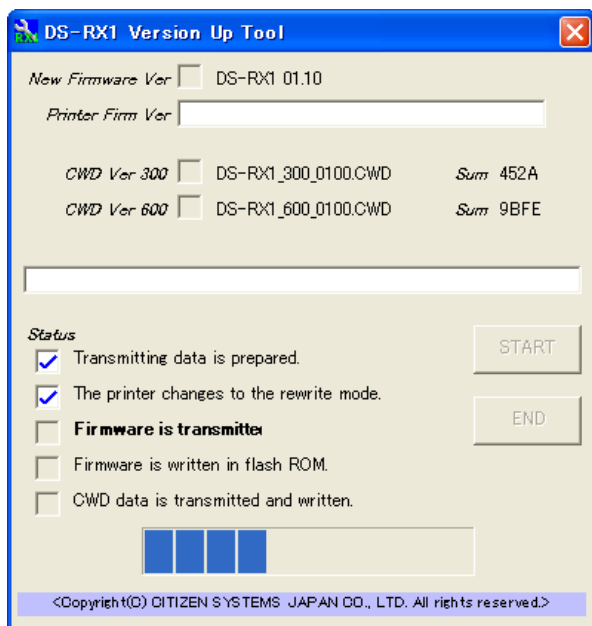 DS-RX1 Version Up Tool
New Firmware Ver DS-RX1 01.10
Printer Firm Ver
CWD Ver 300 DS-RX1_300_0100.CWD Sum 452A
CWD Ver 600 DS-RX1_600_0100.CWD Sum 9BFE
Status
START
Transmitting data is prepared.
The printer changes to the rewrite mode.
END
Firmware is transmitte
Firmware is written in flash ROM.
CWD data is transmitted and written.
<Copyright(C) CITIZEN SYSTEMS JAPAN CO., LTD. All rights reserved.>